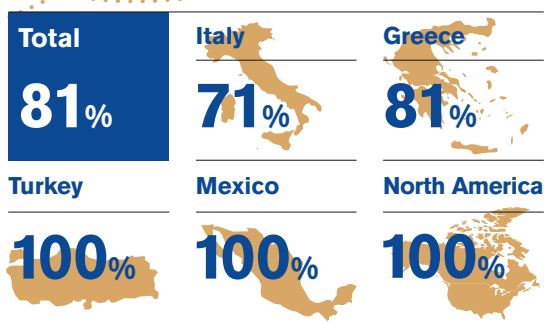 Total
Italy
Greece
81%
71%
81%
Turkey
Mexico
North America
100%
100%
100%